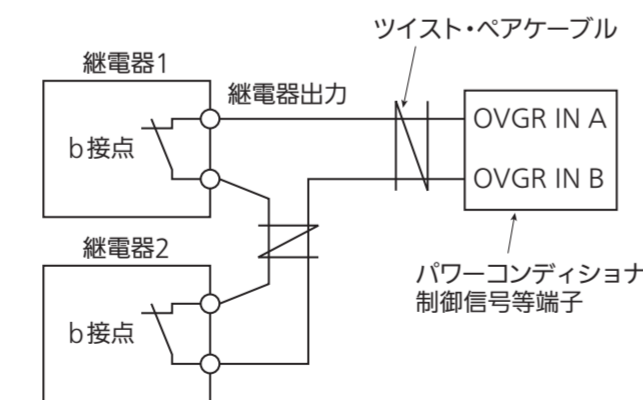 ツイスト・ペアケーブル
継電器1
継電器出力
b接点
OVGR IN A
OVGR IN B
継電器2
b接点
パワーコンディショナ
制御信号等端子